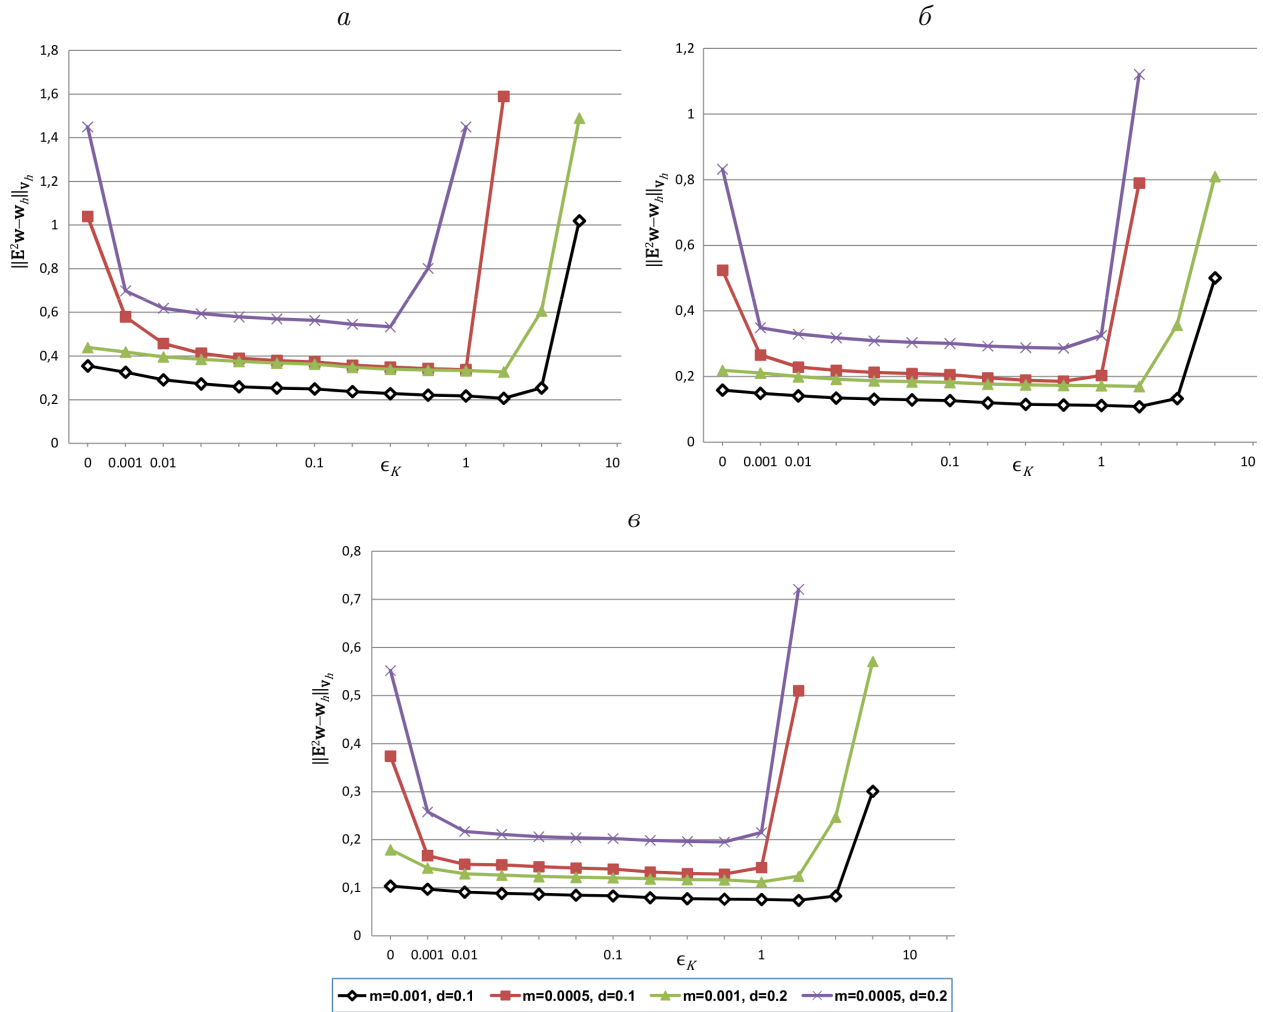 а
1,8
1,6
1,4
1,2
1
0,8
0,6
0,4
0,2
0
||E²w–w_h||_v_h
0 0.001 0.01 0.1 1 10
ϵ_K
б
1,2
1
0,8
0,6
0,4
0,2
0
||E²w–w_h||_v_h
0 0.001 0.01 0.1 1 10
ϵ_K
в
0,8
0,7
0,6
0,5
0,4
0,3
0,2
0,1
0
||E²w–w_h||_v_h
0 0.001 0.01 0.1 1 10
ϵ_K
m=0.001, d=0.1 m=0.0005, d=0.1 m=0.001, d=0.2 m=0.0005, d=0.2